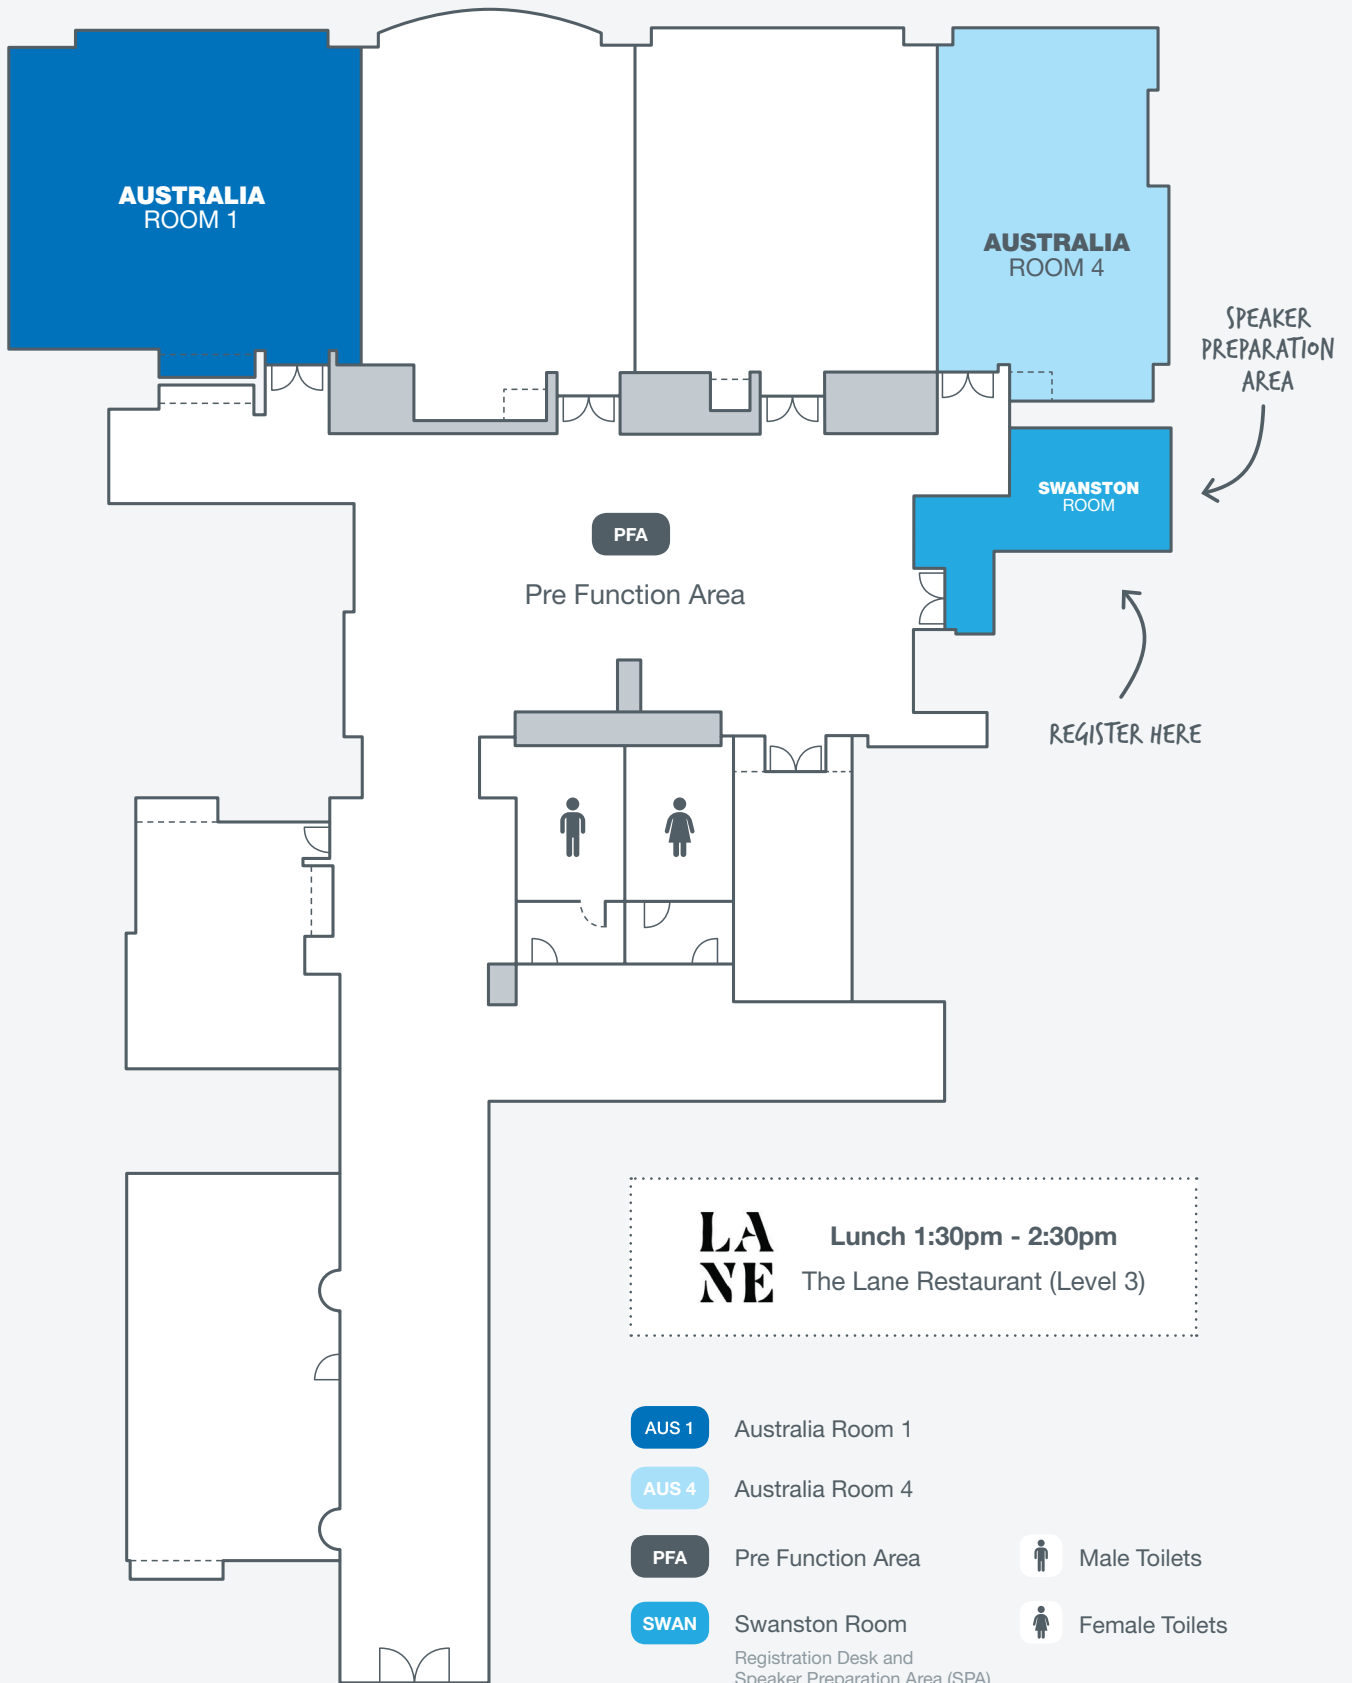 AUSTRALIA
ROOM 1
AUSTRALIA
ROOM 4
SPEAKER
PREPARATION
AREA
SWANSTON
ROOM
PFA
Pre Function Area
REGISTER HERE
LA
NE
Lunch 1:30pm - 2:30pm
The Lane Restaurant (Level 3)
AUS 1 Australia Room 1
AUS 4 Australia Room 4
PFA Pre Function Area
Male Toilets
SWAN Swanston Room
Female Toilets
Registration Desk and
Speaker Preparation Area (SPA)